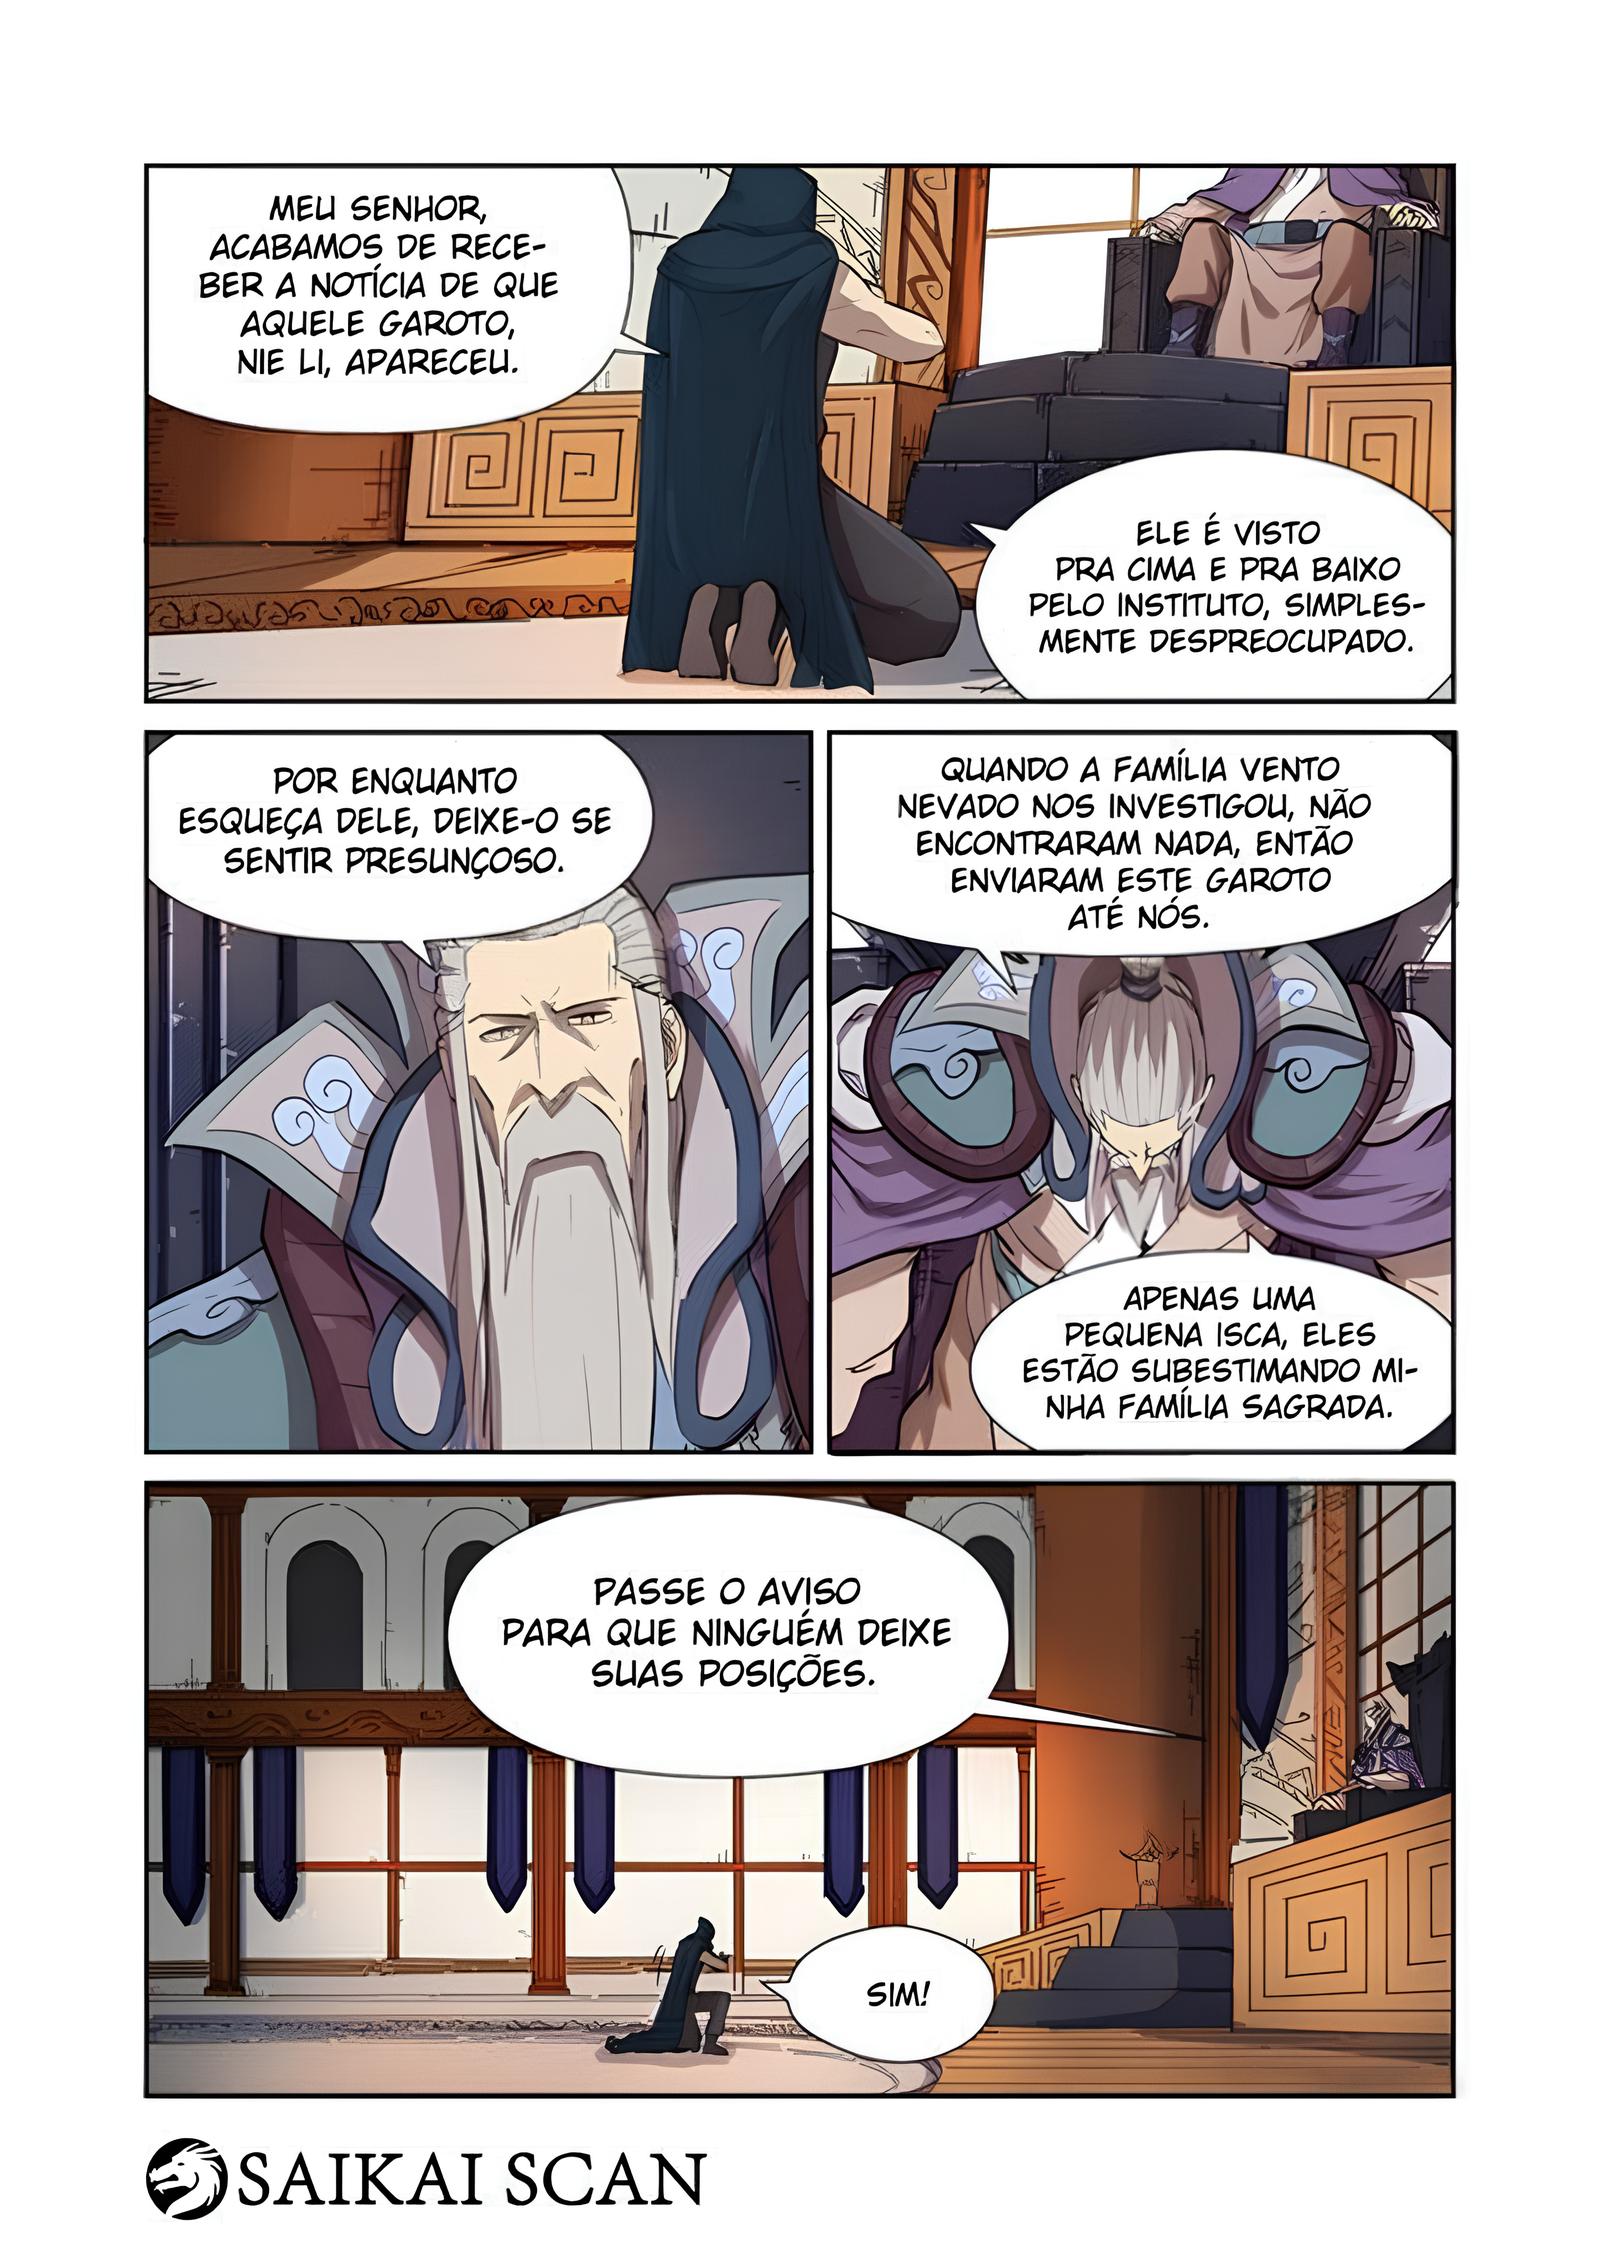 MEU SENHOR,
ACABAMOS DE RECE-
BER A NOTÍCIA DE QUE
AQUELE GAROTO,
NIE LI, APARECEU.
ELE É VISTO
PRA CIMA E PRA BAIXO
PELO INSTITUTO, SIMPLES-
MENTE DESPREOCUPADO.
POR ENQUANTO
ESQUEÇA DELE, DEIXE-O SE
SENTIR PRESUNÇOSO.
QUANDO A FAMÍLIA VENTO
NEVADO NOS INVESTIGOU, NÃO
ENCONTRARAM NADA, ENTÃO
ENVIARAM ESTE GAROTO
ATÉ NÓS.
APENAS UMA
PEQUENA ISCA, ELES
ESTÃO SUBESTIMANDO MI-
NHA FAMÍLIA SAGRADA.
PASSE O AVISO
PARA QUE NINGUÉM DEIXE
SUAS POSIÇÕES.
SIM!
SAIKAI SCAN